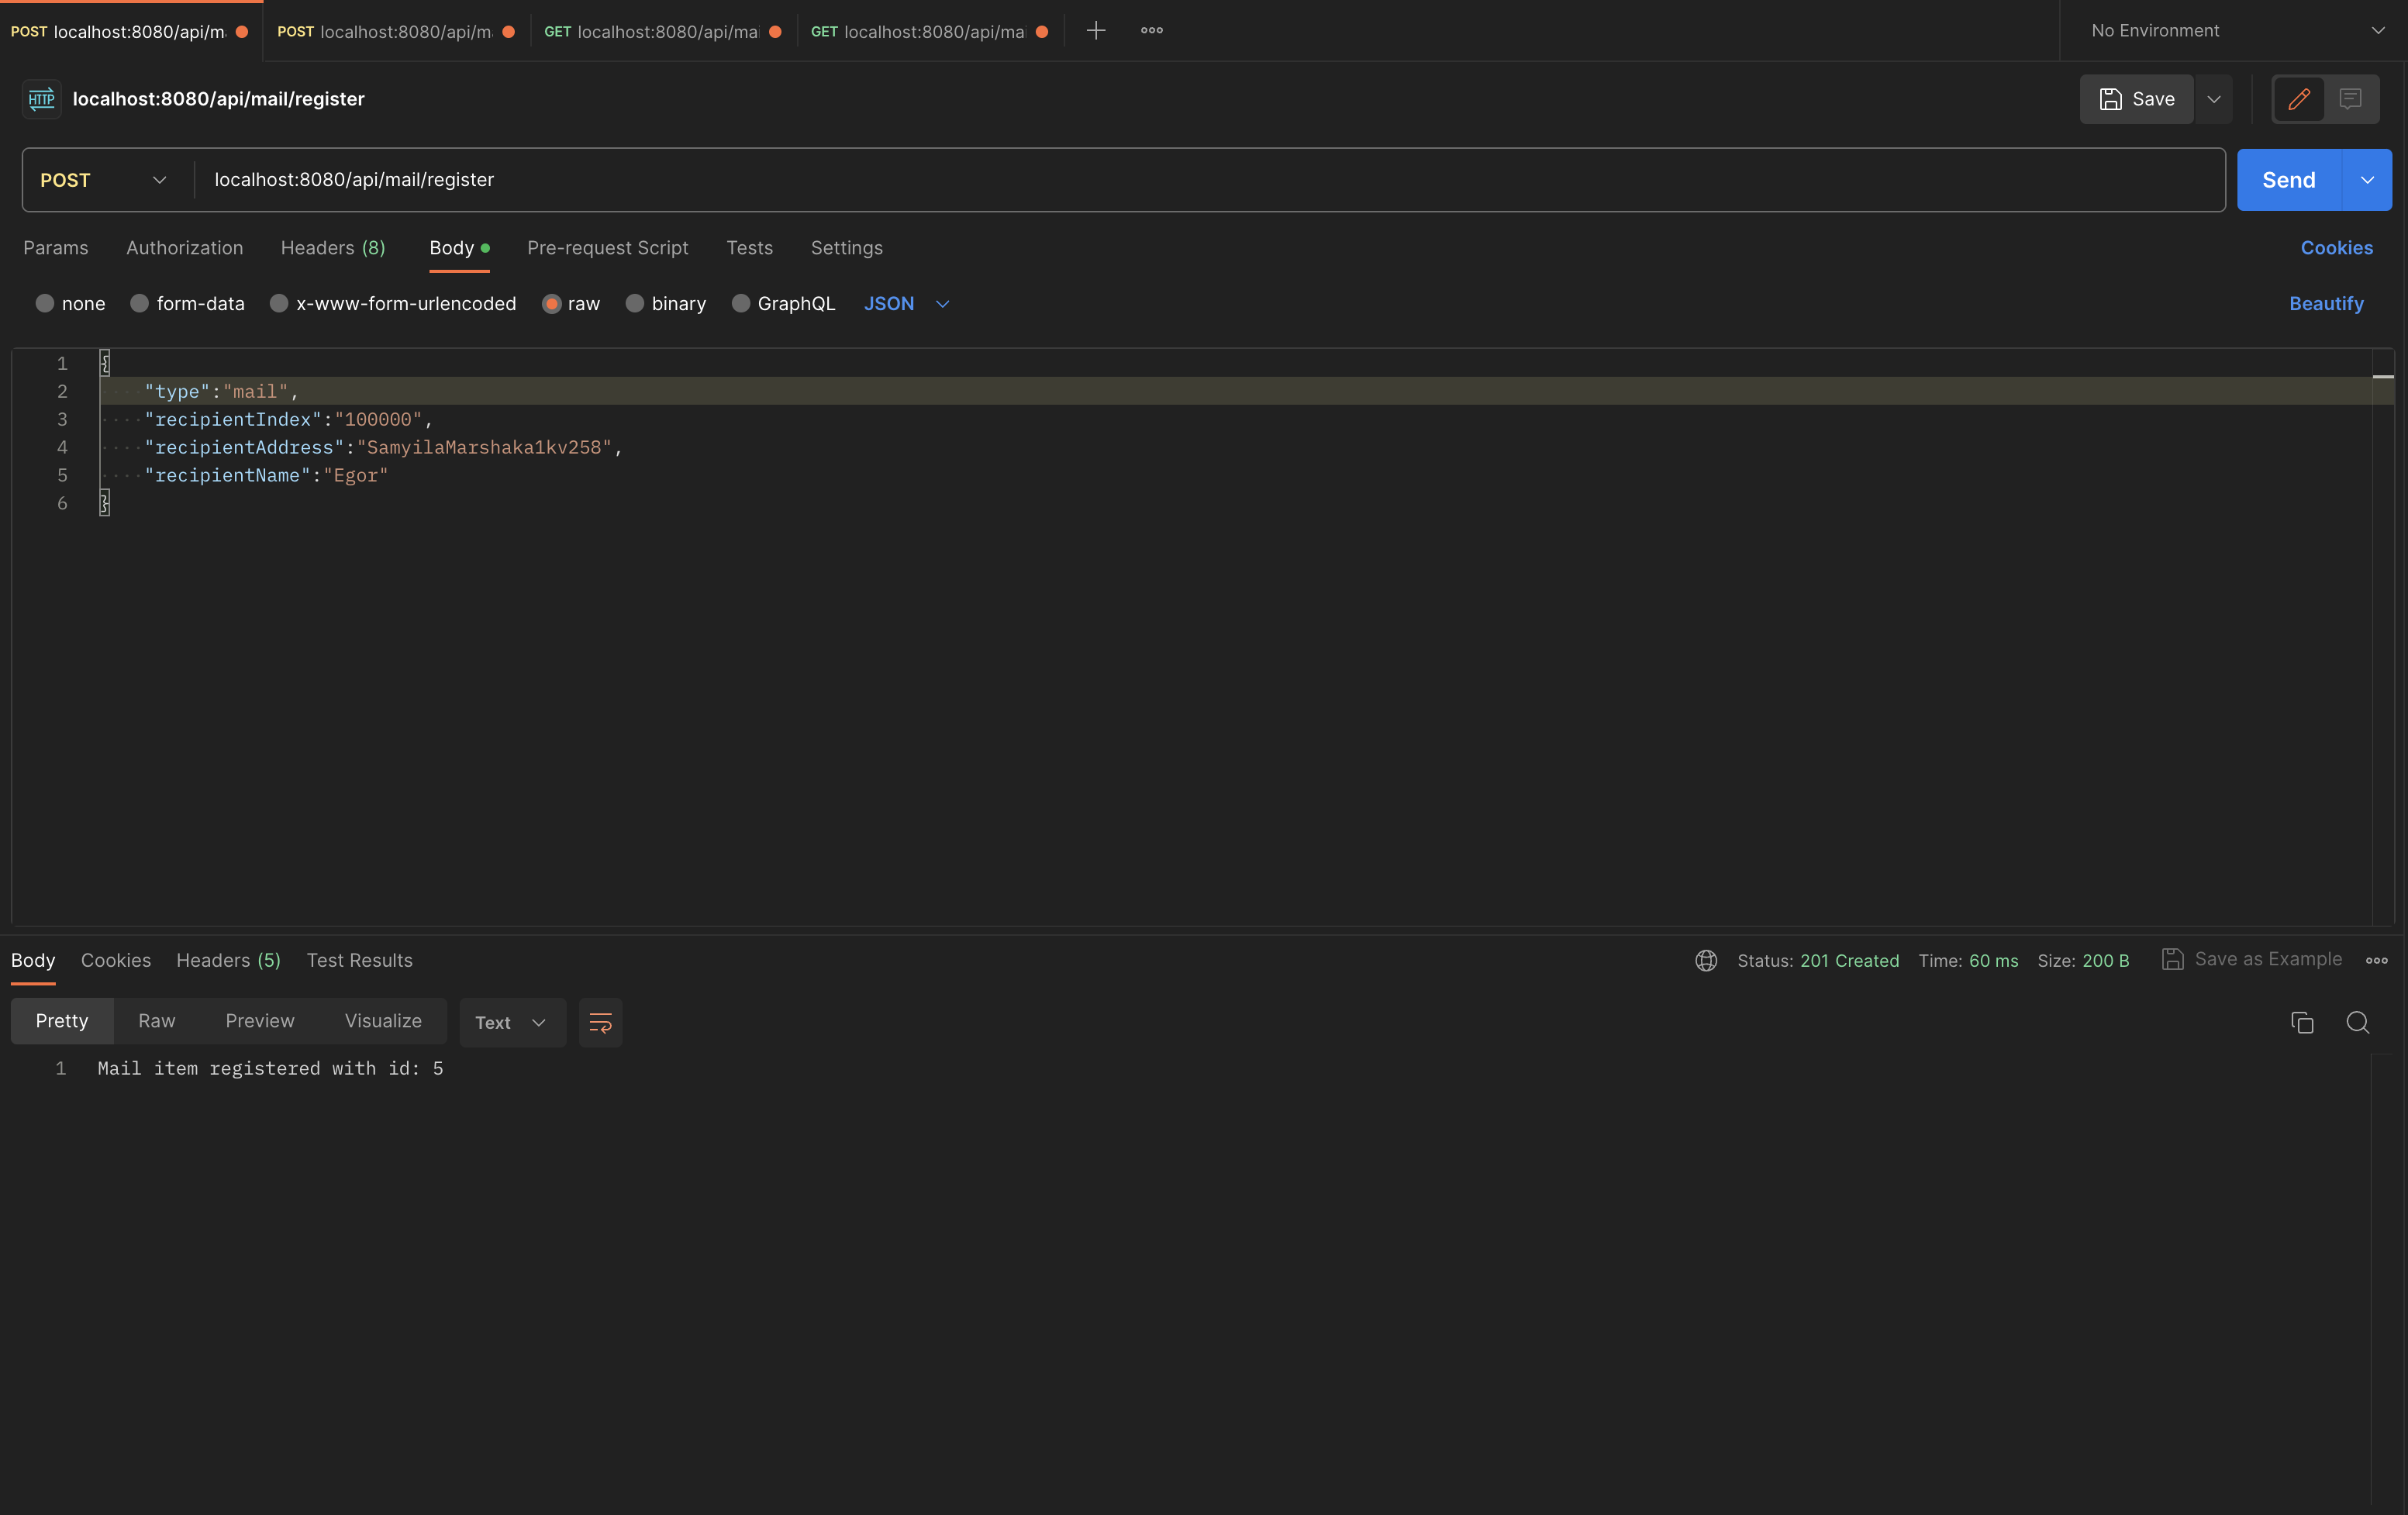 POST localhost:8080/api/ma POST localhost:8080/api/m. GET localhost:8080/api/mai GET localhost:8080/api/mai No Environment
HTTP localhost:8080/api/mail/register Save
POST localhost:8080/api/mail/register Send
Params Authorization Headers (8) Body Pre-request Script Tests Settings Cookies
none form-data x-www-form-urlencoded raw binary GraphQL JSON Beautify
1 {
2 "type":"mail",
3 "recipientIndex":"100000",
4 "recipientAddress":"SamyilaMarshaka1kv258",
5 "recipientName":"Egor"
6 }
Body Cookies Headers (5) Test Results Status: 201 Created Time: 60 ms Size: 200 B Save as Example
Pretty Raw Preview Visualize Text
1 Mail item registered with id: 5